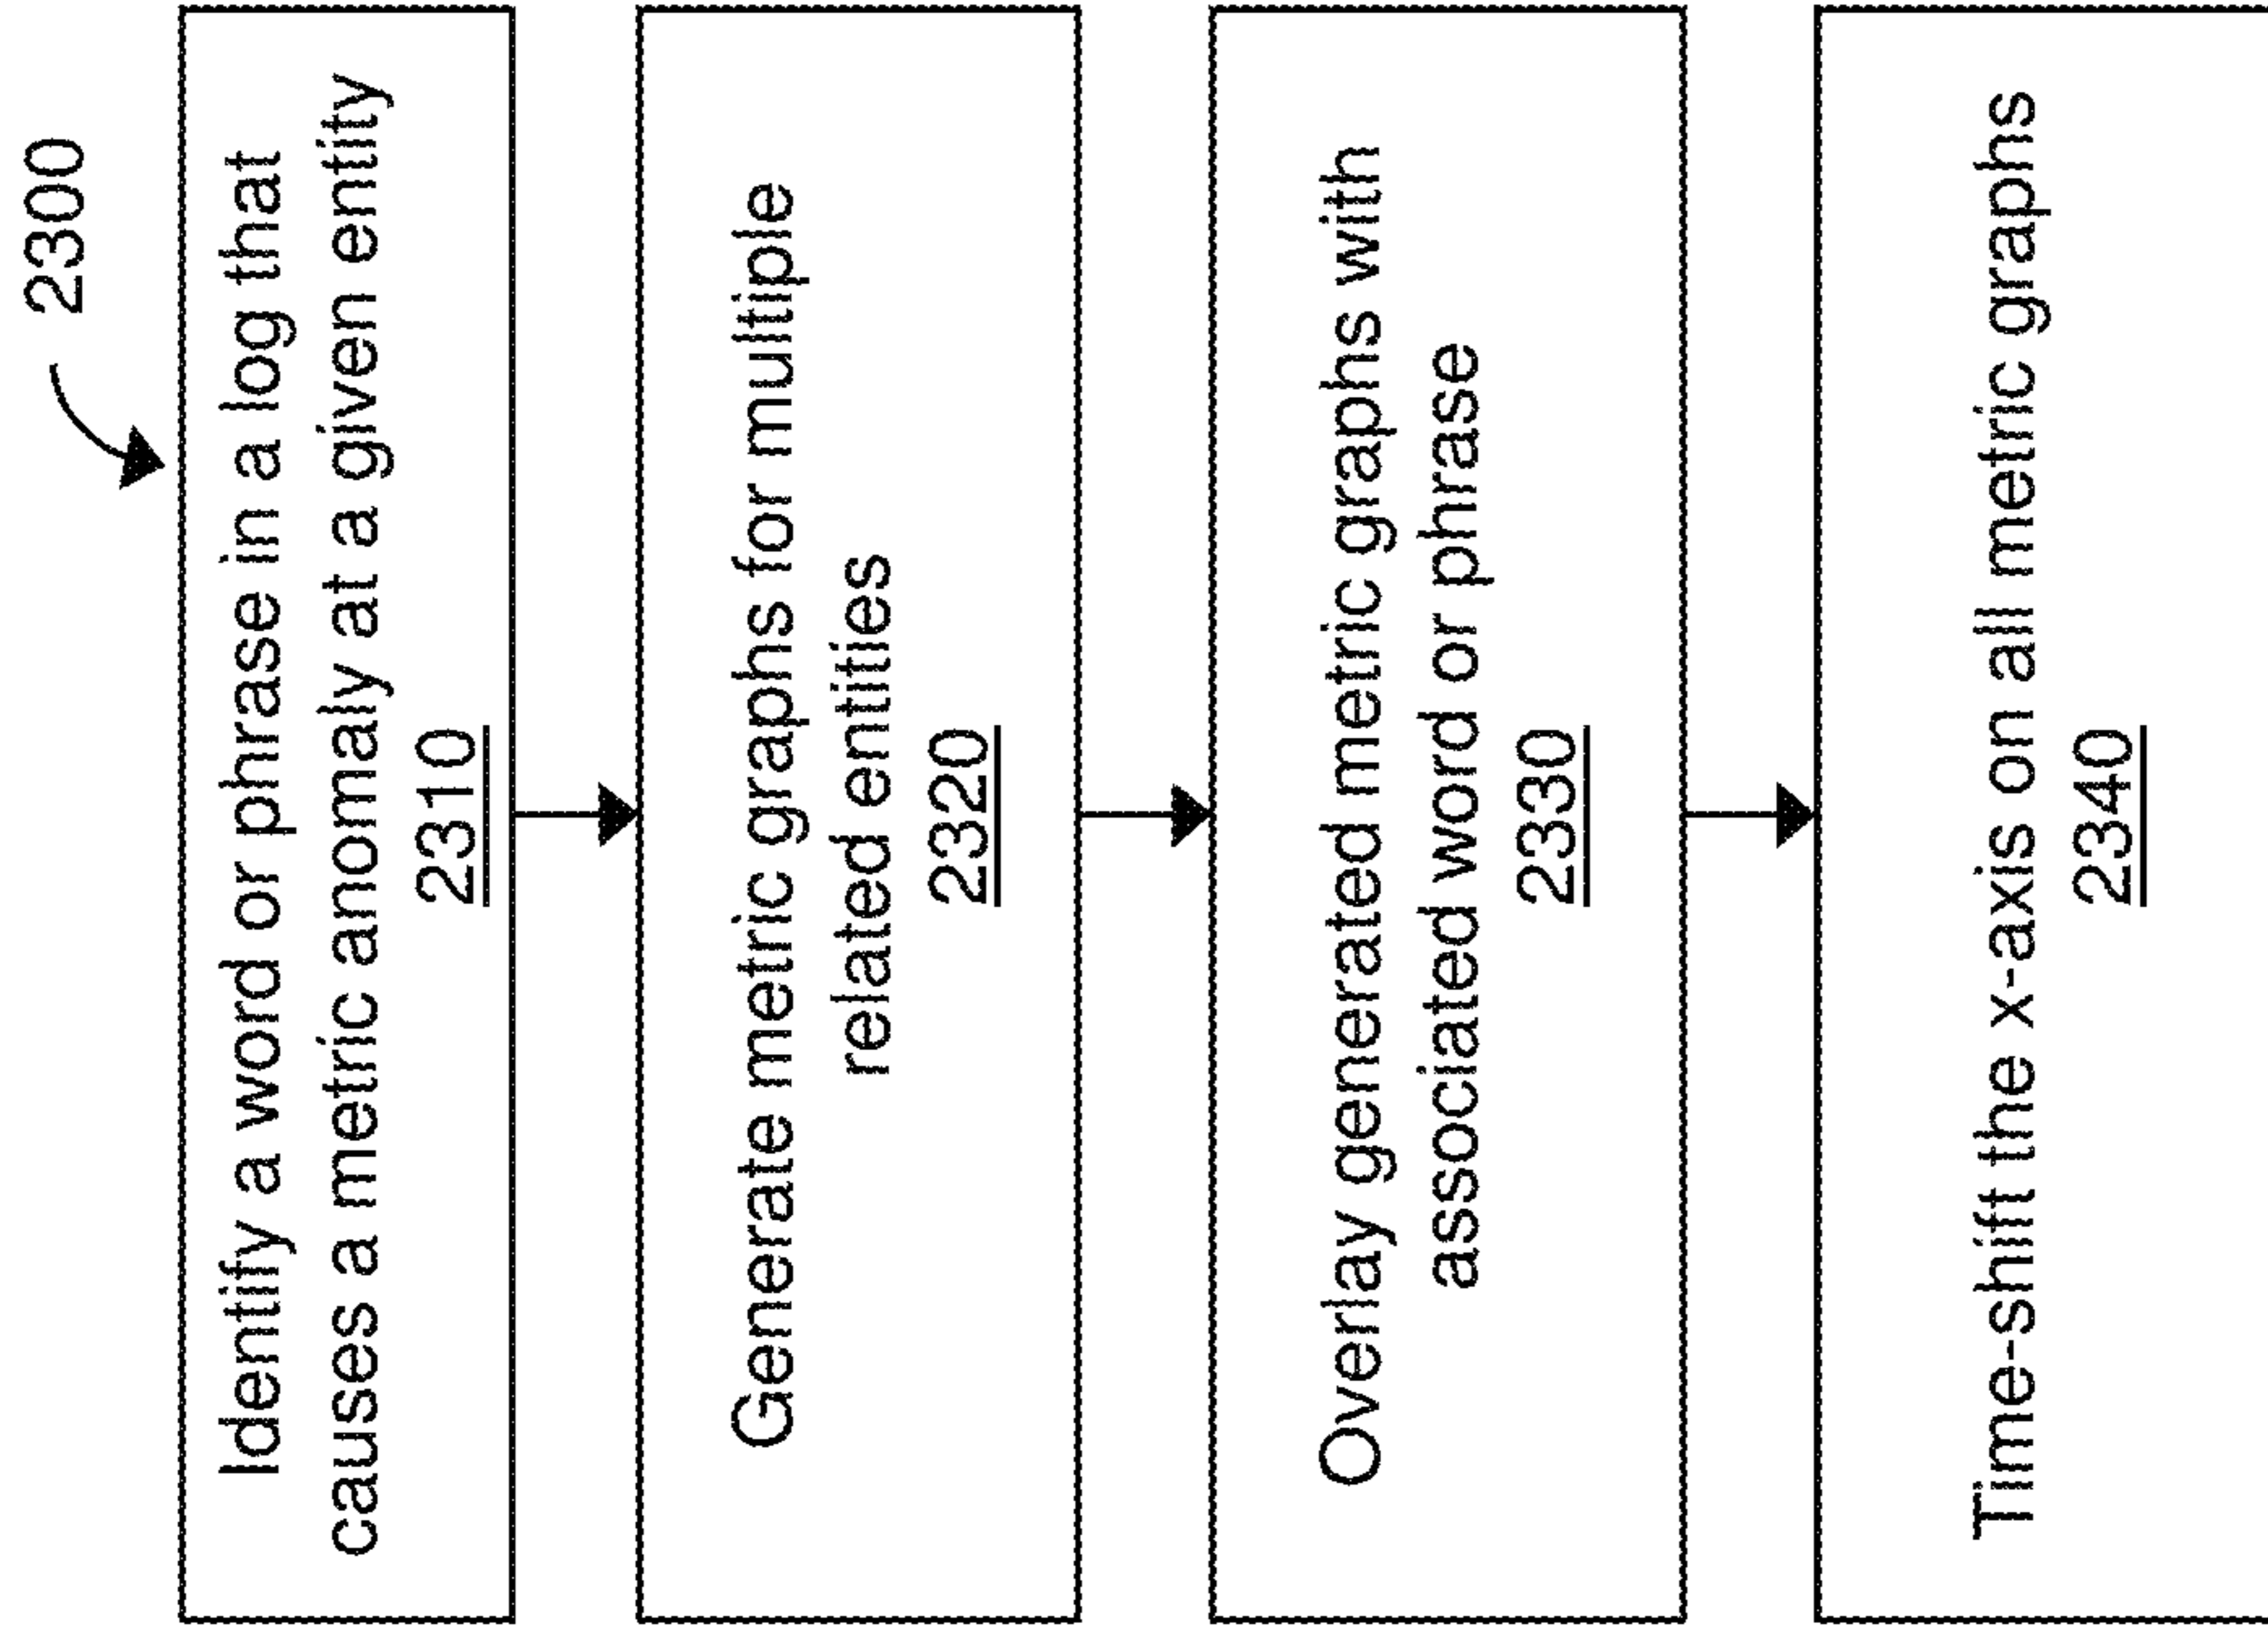 2300
Identify a word or phrase in a log that
causes a metric anomaly at a given entity
2310
Generate metric graphs for multiple
related entities
2320
Overlay generated metric graphs with
associated word or phrase
2330
Time-shift the x-axis on all metric graphs
2340